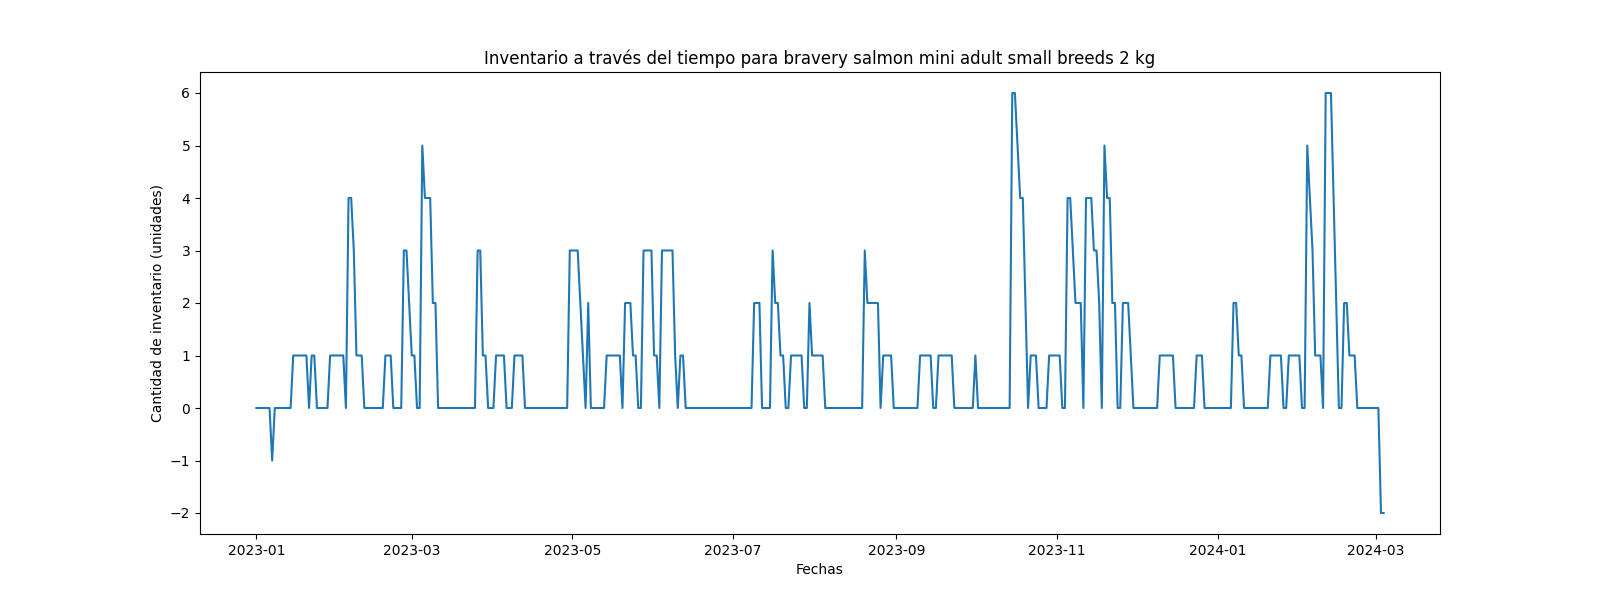 Inventario a través del tiempo para bravery salmon mini adult small breeds 2 kg
Cantidad de inventario (unidades)
6
5
4
3
2
1
0
−1
−2
2023-01 2023-03 2023-05 2023-07 2023-09 2023-11 2024-01 2024-03
Fechas